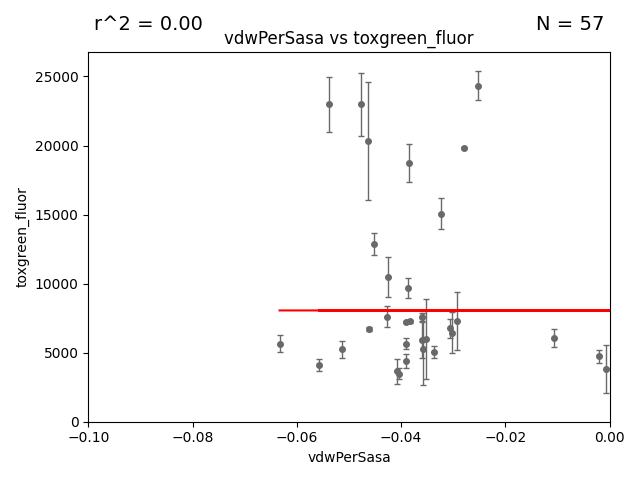 r^2 = 0.00
N = 57
vdwPerSasa vs toxgreen_fluor
25000
20000
15000
10000
5000
0
toxgreen_fluor
−0.10
−0.08
−0.06
−0.04
−0.02
0.00
vdwPerSasa